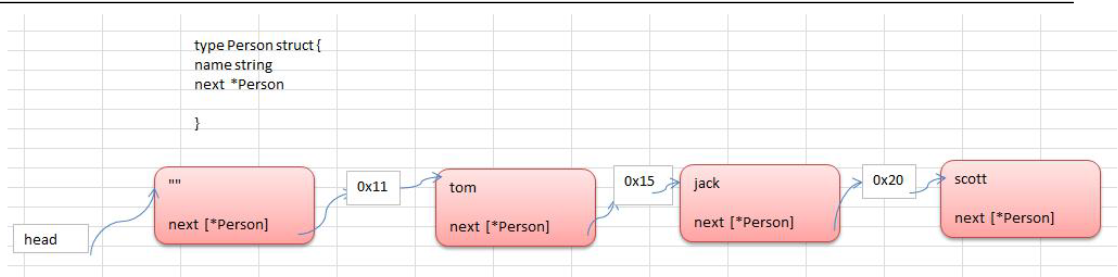 type Person struct {
name string
next *Person
}
""
next [*Person]
0x11
tom
next [*Person]
0x15
jack
next [*Person]
0x20
scott
next [*Person]
head